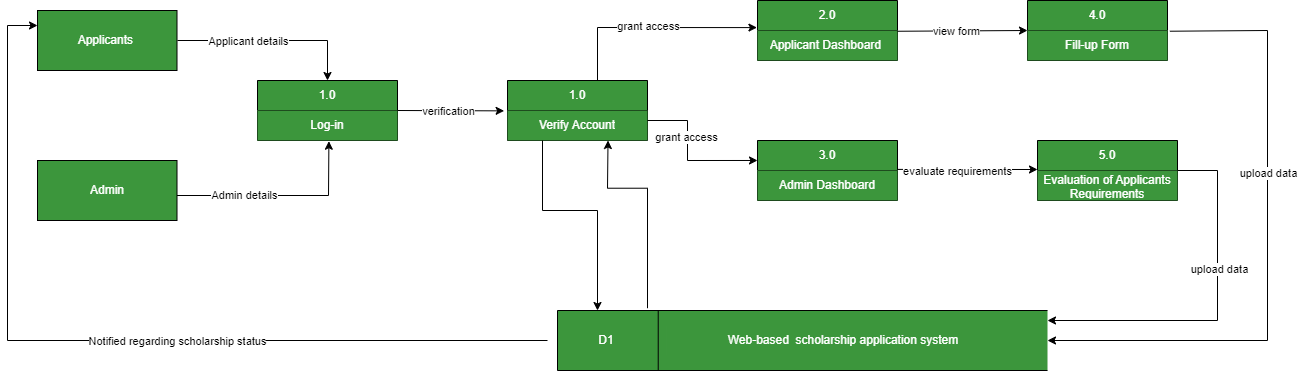 Applicants
Applicant details
1.0
Log-in
Admin
Admin details
verification
1.0
Verify Account
grant access
grant access
2.0
Applicant Dashboard
view form
4.0
Fill-up Form
3.0
Admin Dashboard
evaluate requirements
5.0
Evaluation of Applicants
Requirements
upload data
upload data
D1
Web-based scholarship application system
Notified regarding scholarship status